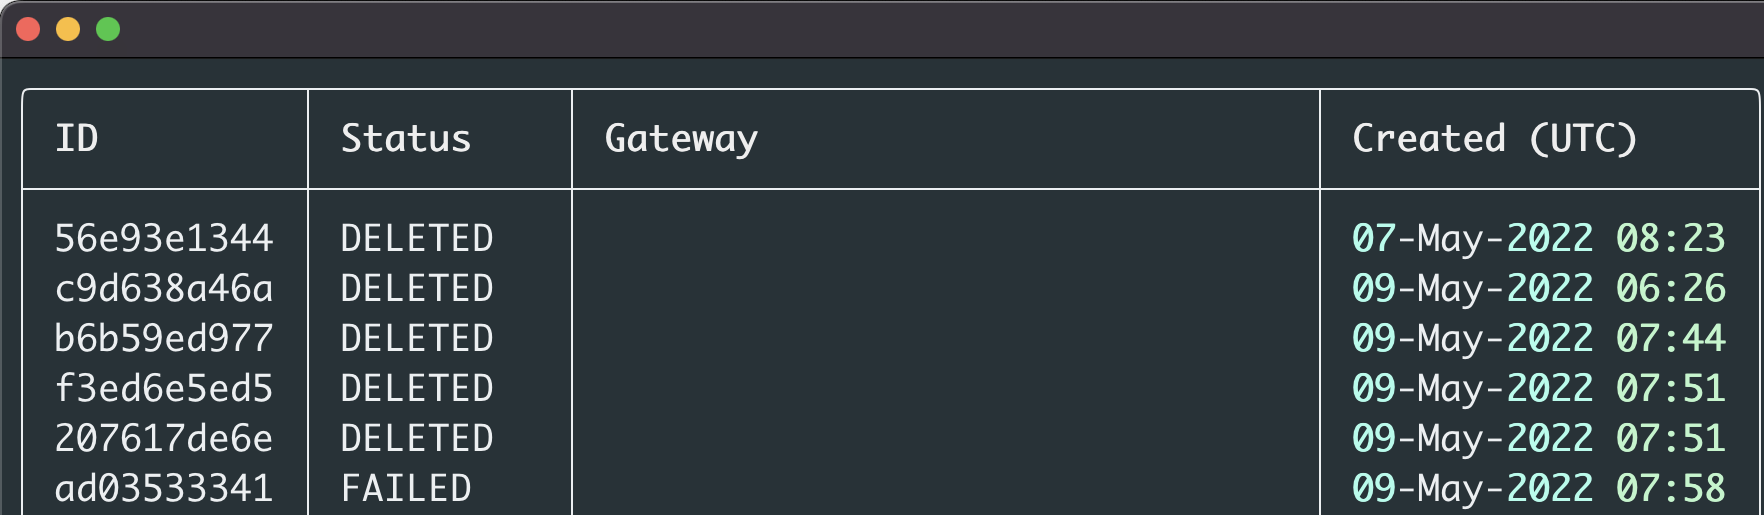 ID Status Gateway Created (UTC)
56e93e1344 DELETED 07-May-2022 08:23
c9d638a46a DELETED 09-May-2022 06:26
b6b59ed977 DELETED 09-May-2022 07:44
f3ed6e5ed5 DELETED 09-May-2022 07:51
207617de6e DELETED 09-May-2022 07:51
ad03533341 FAILED 09-May-2022 07:58